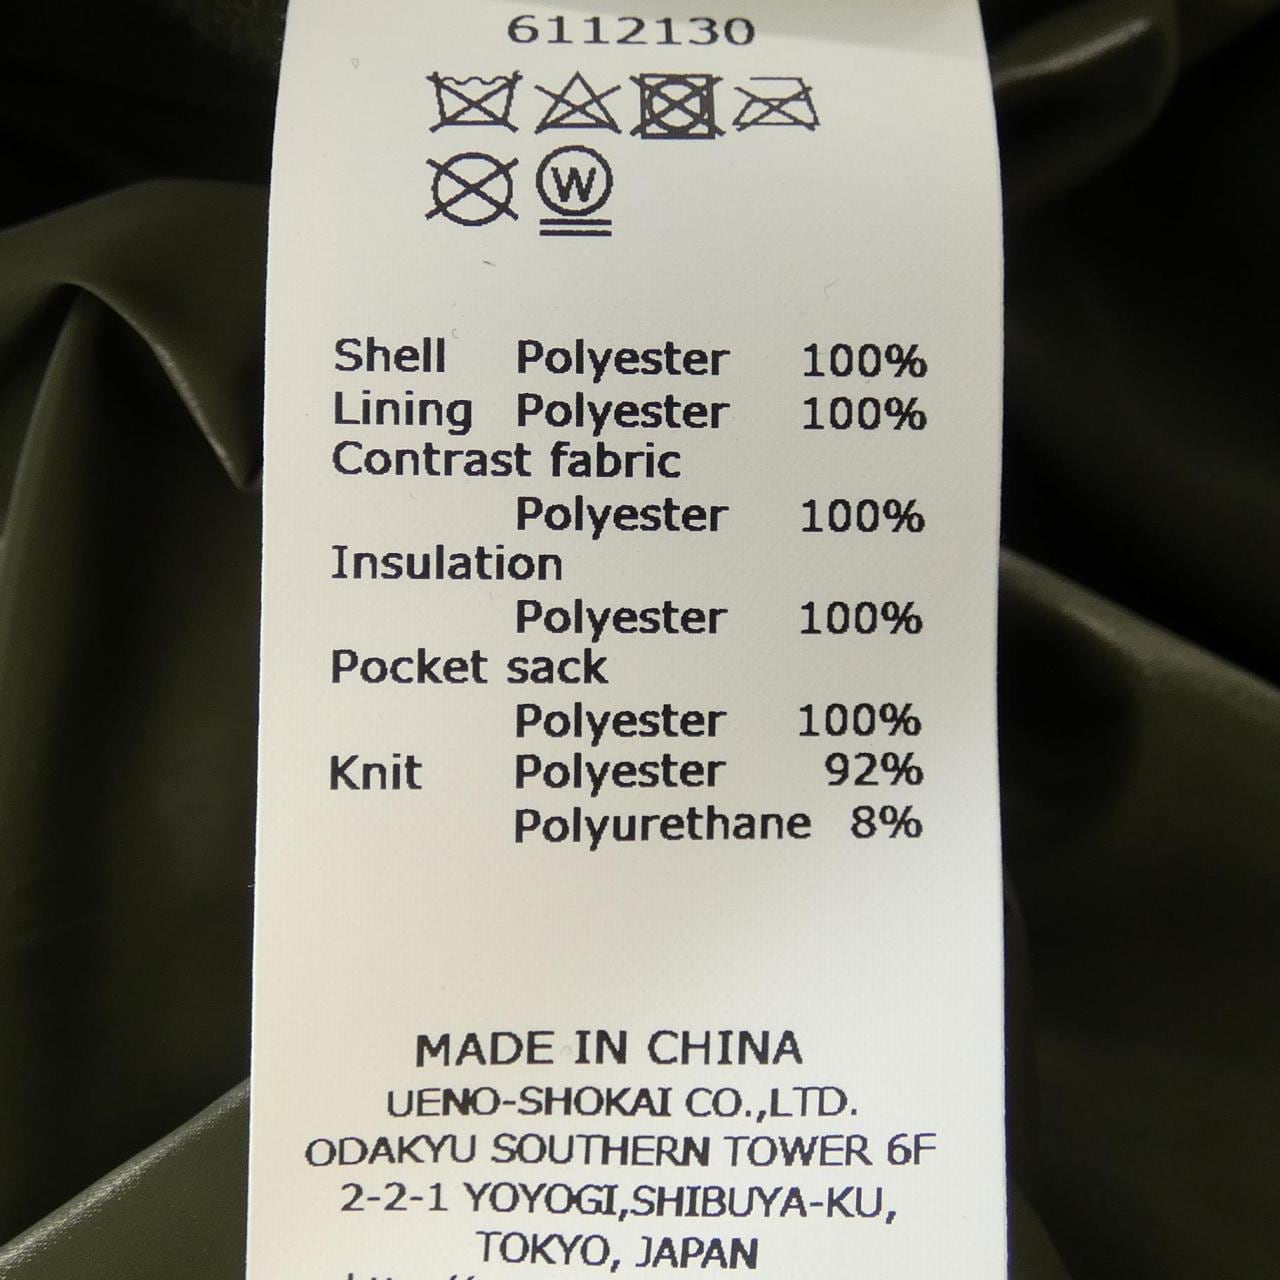 6112130
W
Shell Polyester 100%
Lining Polyester 100%
Contrast fabric
Polyester 100%
Insulation
Polyester 100%
Pocket sack
Polyester 100%
Knit Polyester 92%
Polyurethane 8%
MADE IN CHINA
UENO-SHOKAI CO.,LTD.
ODAKYU SOUTHERN TOWER 6F
2-2-1 YOYOGI,SHIBUYA-KU,
TOKYO, JAPAN